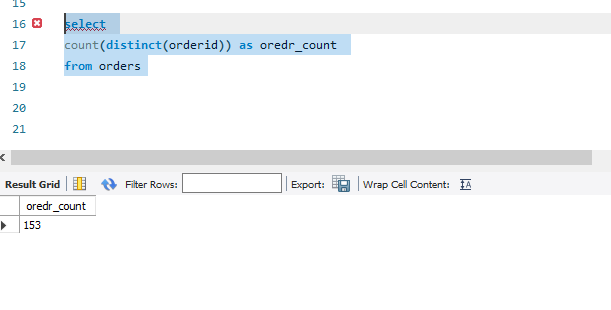 15
16 select
17 count(distinct(orderid)) as oredr_count
18 from orders
19
20
21
Result Grid Filter Rows: Export: Wrap Cell Content:
oredr_count
153